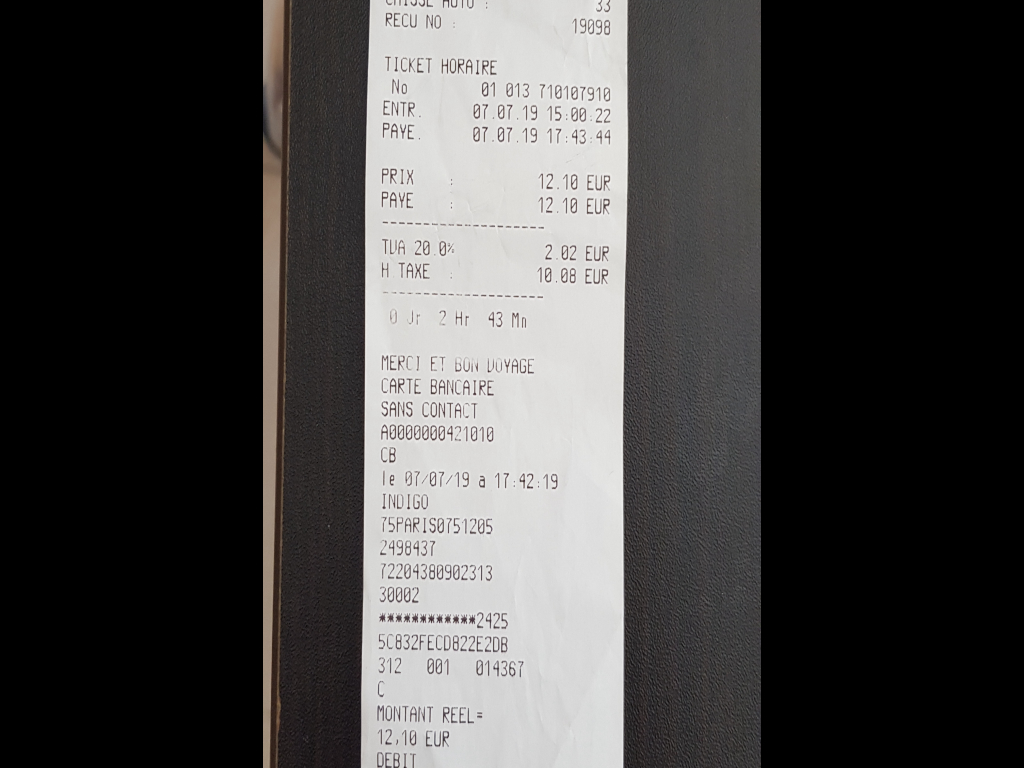 CAISSE AUTO : 33
RECU NO : 19098
TICKET HORAIRE
No 01 013 710107910
ENTR. 07.07.19 15:00:22
PAYE. 07.07.19 17:43:44
PRIX : 12.10 EUR
PAYE : 12.10 EUR
--------------------
TVA 20.0% 2.02 EUR
H.TAXE : 10.08 EUR
--------------------
0 Jr 2 Hr 43 Mn
MERCI ET BON VOYAGE
CARTE BANCAIRE
SANS CONTACT
A0000000421010
CB
le 07/07/19 a 17:42:19
INDIGO
75PARIS0751205
2498437
72204380902313
30002
************2425
5C832FECD822E2DB
312 001 014367
C
MONTANT REEL=
12,10 EUR
DEBIT